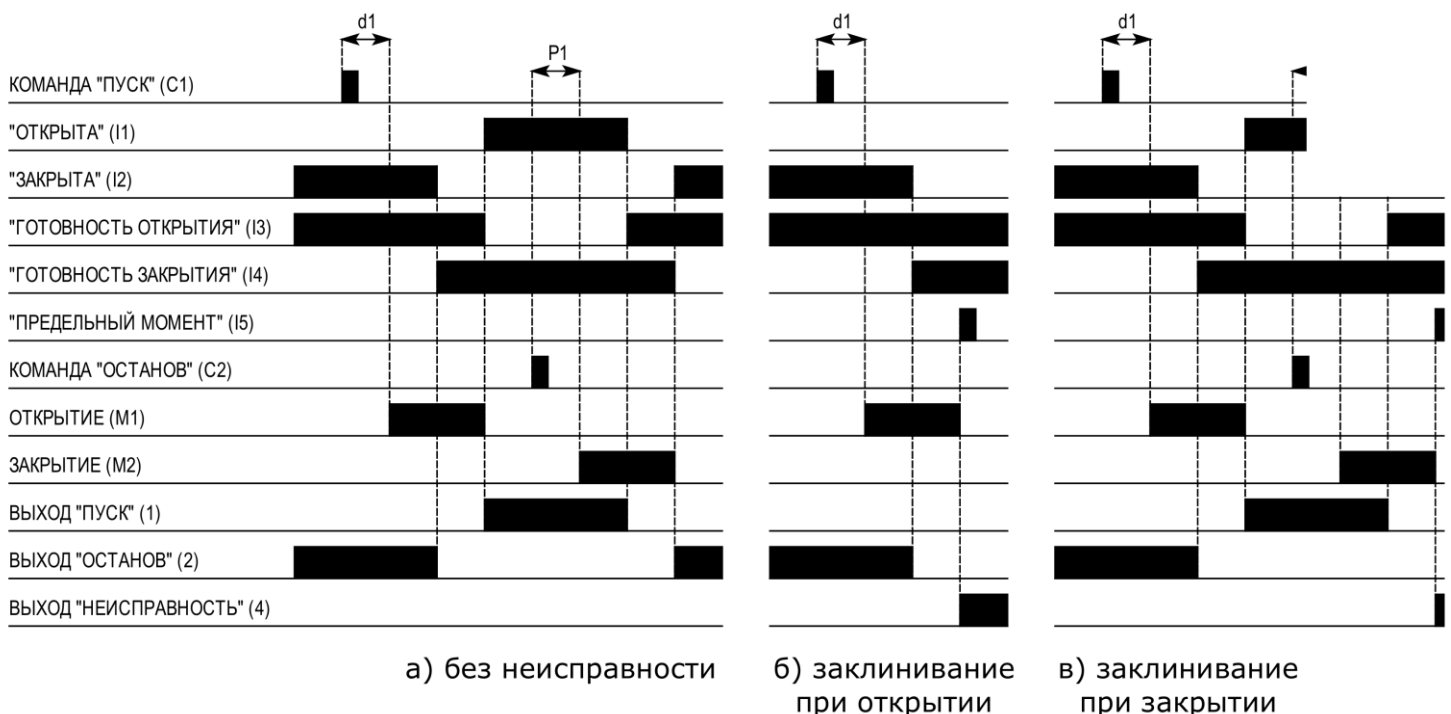 d1
d1
d1
P1
КОМАНДА "ПУСК" (C1)
"ОТКРЫТА" (I1)
"ЗАКРЫТА" (I2)
"ГОТОВНОСТЬ ОТКРЫТИЯ" (I3)
"ГОТОВНОСТЬ ЗАКРЫТИЯ" (I4)
"ПРЕДЕЛЬНЫЙ МОМЕНТ" (I5)
КОМАНДА "ОСТАНОВ" (C2)
ОТКРЫТИЕ (M1)
ЗАКРЫТИЕ (M2)
ВЫХОД "ПУСК" (1)
ВЫХОД "ОСТАНОВ" (2)
ВЫХОД "НЕИСПРАВНОСТЬ" (4)
а) без неисправности
б) заклинивание
при открытии
в) заклинивание
при закрытии